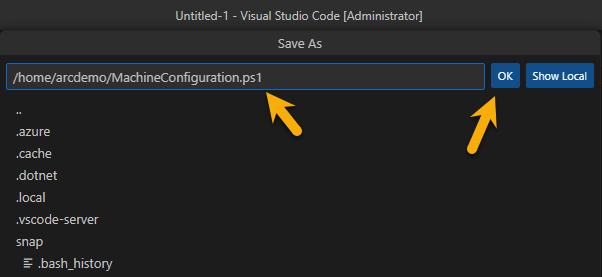 Untitled-1 - Visual Studio Code [Administrator]
Save As
/home/arcdemo/MachineConfiguration.ps1 OK Show Local
..
.azure
.cache
.dotnet
.local
.vscode-server
snap
.bash_history